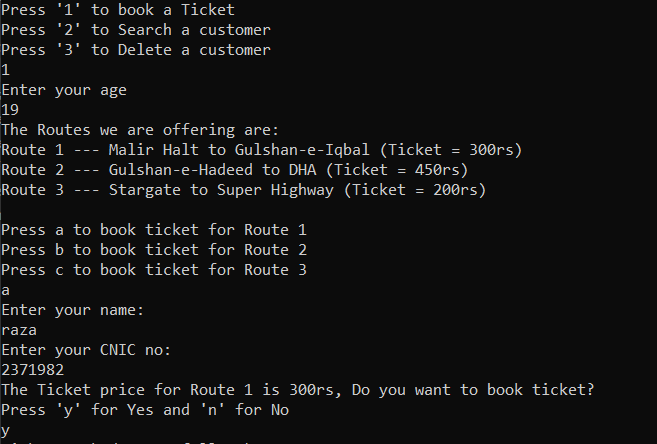 Press '1' to book a Ticket
Press '2' to Search a customer
Press '3' to Delete a customer
1
Enter your age
19
The Routes we are offering are:
Route 1 --- Malir Halt to Gulshan-e-Iqbal (Ticket = 300rs)
Route 2 --- Gulshan-e-Hadeed to DHA (Ticket = 450rs)
Route 3 --- Stargate to Super Highway (Ticket = 200rs)
Press a to book ticket for Route 1
Press b to book ticket for Route 2
Press c to book ticket for Route 3
a
Enter your name:
raza
Enter your CNIC no:
2371982
The Ticket price for Route 1 is 300rs, Do you want to book ticket?
Press 'y' for Yes and 'n' for No
y